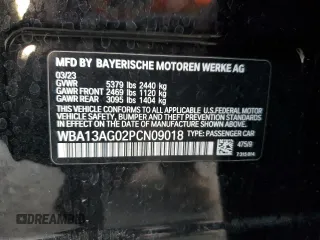 MFD BY BAYERISCHE MOTOREN WERKE AG
03/23
GVWR 5379 lbs 2440 kg
GAWR FRONT 2469 lbs 1120 kg
GAWR REAR 3095 lbs 1404 kg
THIS VEHICLE CONFORMS TO ALL APPLICABLE FEDERAL MOTOR
VEHICLE SAFETY, BUMPER, AND THEFT PREVENTION STANDARDS
IN EFFECT ON THE DATE OF MANUFACTURE SHOWN ABOVE.
WBA13AG02PCN09018 TYPE: PASSENGER CAR
475/9
DREAMBID